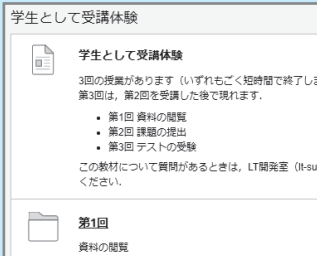 学生として受講体験
学生として受講体験
3回の授業があります（いずれもごく短時間で終了しま
第3回は，第2回を受講した後で現れます．
• 第1回 資料の閲覧
• 第2回 課題の提出
• 第3回 テストの受験
この教材について質問があるときは，LT開発室（lt-su
ください．
第1回
資料の閲覧